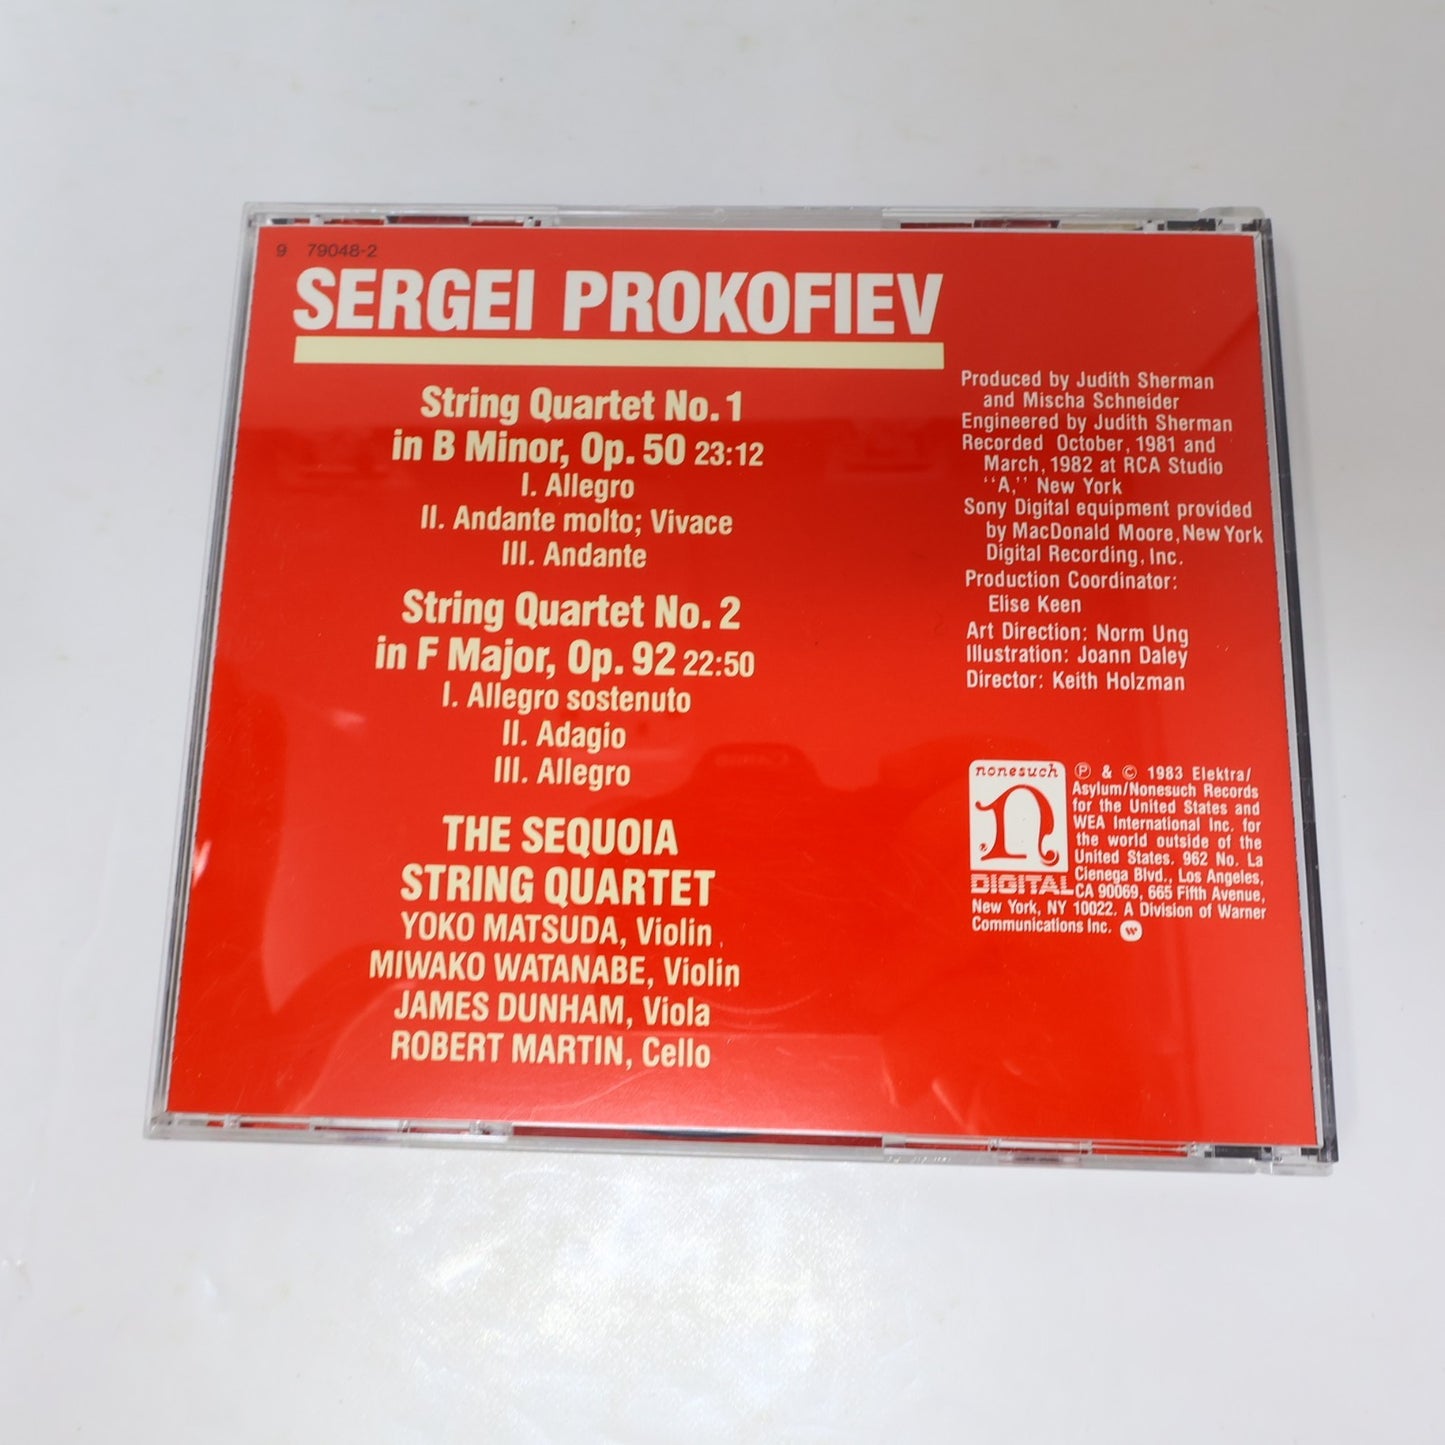 9 79048-2
SERGEI PROKOFIEV
String Quartet No. 1
in B Minor, Op. 50 23:12
I. Allegro
II. Andante molto; Vivace
III. Andante
String Quartet No. 2
in F Major, Op. 92 22:50
I. Allegro sostenuto
II. Adagio
III. Allegro
THE SEQUOIA
STRING QUARTET
YOKO MATSUDA, Violin
MIWAKO WATANABE, Violin
JAMES DUNHAM, Viola
ROBERT MARTIN, Cello
Produced by Judith Sherman
and Mischa Schneider
Engineered by Judith Sherman
Recorded October, 1981 and
March, 1982 at RCA Studio
"A," New York
Sony Digital equipment provided
by MacDonald Moore, New York
Digital Recording, Inc.
Production Coordinator:
Elise Keen
Art Direction: Norm Ung
Illustration: Joann Daley
Director: Keith Holzman
nonesuch
n
DIGITAL
℗ & © 1983 Elektra/
Asylum/Nonesuch Records
for the United States and
WEA International Inc. for
the world outside of the
United States. 962 No. La
Cienega Blvd., Los Angeles,
CA 90069, 665 Fifth Avenue,
New York, NY 10022. A Division of Warner
Communications Inc.